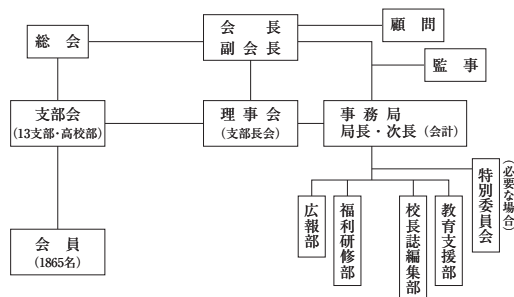 総　会
会　　長
副 会 長
顧　問
監　事
支部会
（13支部・高校部）
理 事 会
（支部長会）
事 務 局
局長・次長（会計）
会　員
（1865名）
広報部
福利研修部
校長誌編集部
教育支援部
特別委員会
（必要な場合）